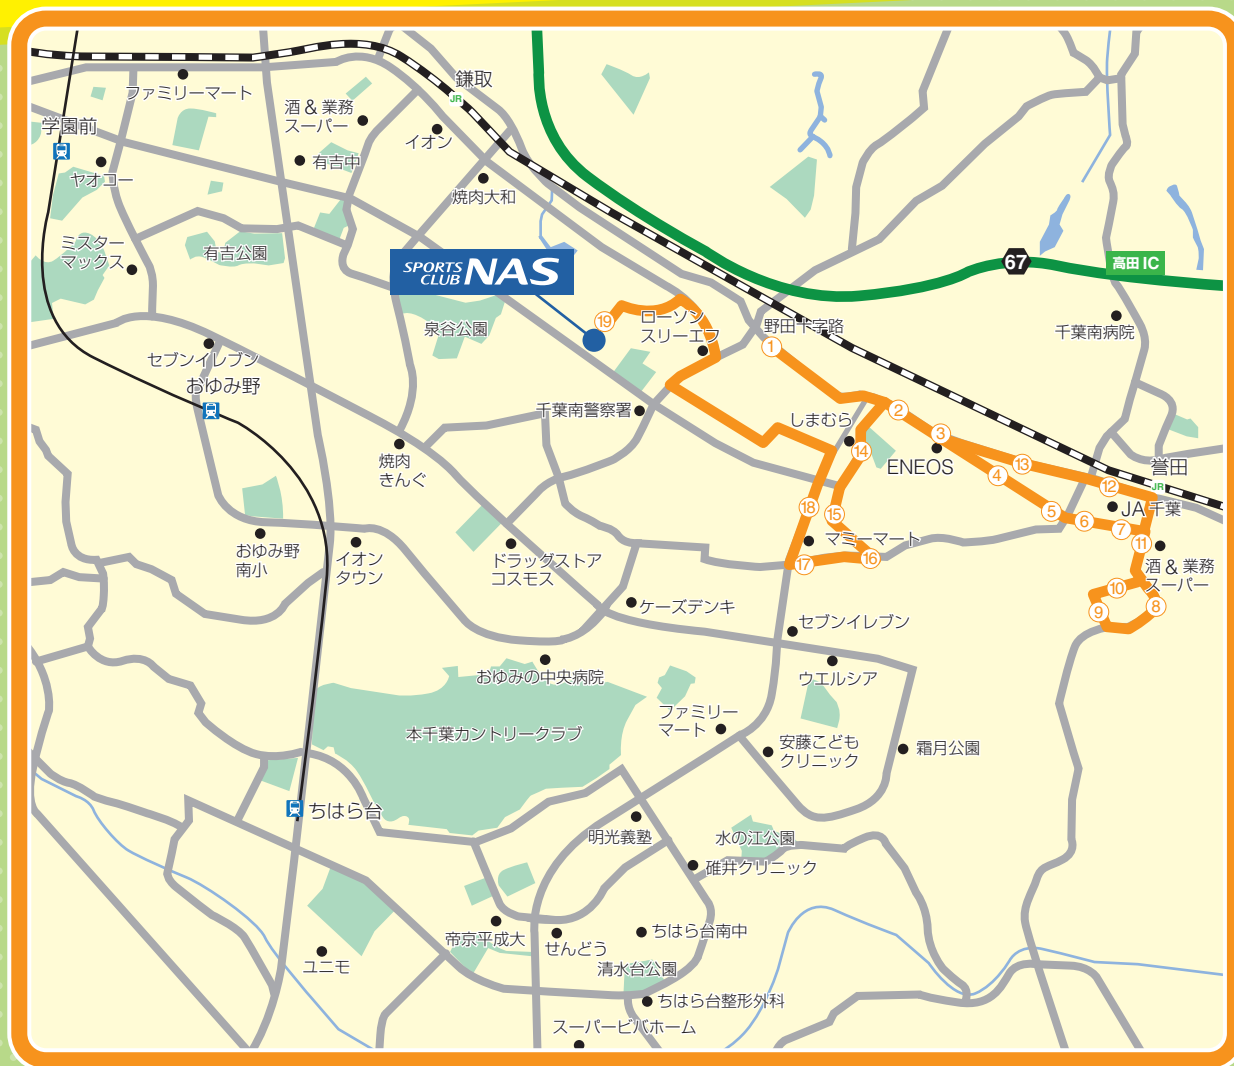 鎌取
JR
ファミリーマート
酒 & 業務
スーパー
イオン
学園前
有吉中
ヤオコー
焼肉大和
ミスター
マックス
有吉公園
SPORTS
CLUB NAS
67
高田 IC
泉谷公園
19
ローソン
スリーエフ
野田十字路
1
千葉南病院
セブンイレブン
おゆみ野
千葉南警察署
しまむら
2
3
14
ENEOS
13
4
誉田
JR
焼肉
きんぐ
12
JA 千葉
18
15
5
6
7
11
マミーマート
おゆみ野
南小
イオン
タウン
ドラッグストア
コスモス
17
16
酒 & 業務
スーパー
10
9
8
ケーズデンキ
セブンイレブン
おゆみの中央病院
ウエルシア
本千葉カントリークラブ
ファミリー
マート
安藤こども
クリニック
霜月公園
ちはら台
明光義塾
水の江公園
碓井クリニック
帝京平成大
せんどう
ちはら台南中
ユニモ
清水台公園
ちはら台整形外科
スーパービバホーム